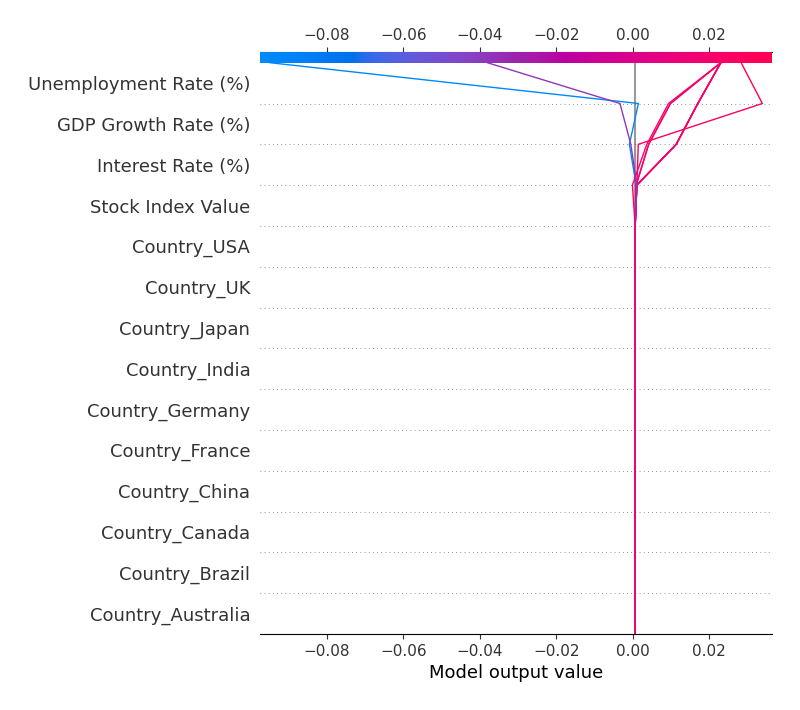 −0.08 −0.06 −0.04 −0.02 0.00 0.02
Unemployment Rate (%)
GDP Growth Rate (%)
Interest Rate (%)
Stock Index Value
Country_USA
Country_UK
Country_Japan
Country_India
Country_Germany
Country_France
Country_China
Country_Canada
Country_Brazil
Country_Australia
−0.08 −0.06 −0.04 −0.02 0.00 0.02
Model output value